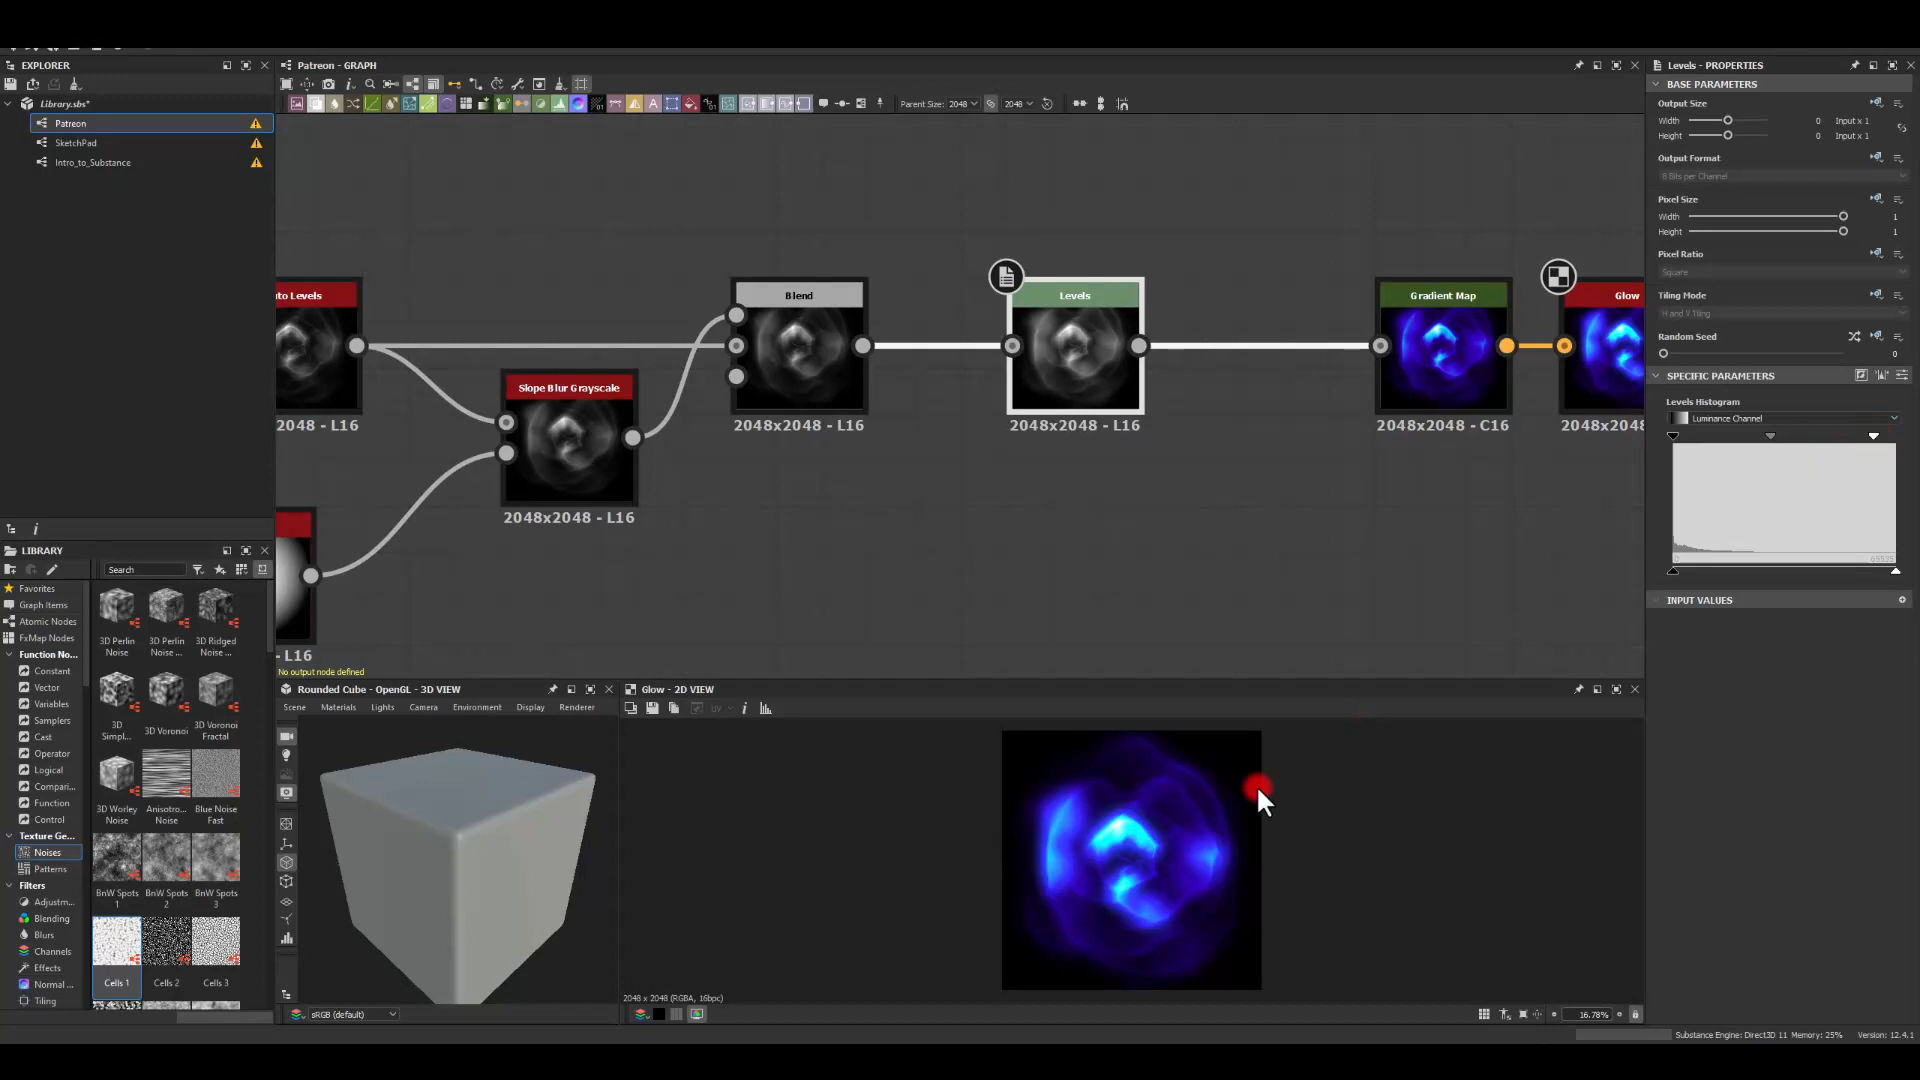 EXPLORER
Library.sbs*
Patreon
SketchPad
Intro_to_Substance
Patreon - GRAPH
Parent Size: 2048
2048
to Levels
2048 - L16
Slope Blur Grayscale
2048x2048 - L16
Blend
2048x2048 - L16
Levels
2048x2048 - L16
Gradient Map
2048x2048 - C16
Glow
2048x204
- L16
No output node defined
LIBRARY
Search
Favorites
Graph Items
Atomic Nodes
FxMap Nodes
Function No...
Constant
Vector
Variables
Samplers
Cast
Operator
Logical
Compari...
Function
Control
Texture Ge...
Noises
Patterns
Filters
Adjustm...
Blending
Blurs
Channels
Effects
Normal ...
Tiling
3D Perlin Noise
3D Perlin Noise ...
3D Ridged Noise ...
3D Simpl...
3D Voronoi
3D Voronoi Fractal
3D Worley Noise
Anisotro... Noise
Blue Noise Fast
BnW Spots 1
BnW Spots 2
BnW Spots 3
Cells 1
Cells 2
Cells 3
Rounded Cube - OpenGL - 3D VIEW
Scene Materials Lights Camera Environment Display Renderer
sRGB (default)
Glow - 2D VIEW
uv
2048 x 2048 (RGBA, 16bpc)
16.78%
Levels - PROPERTIES
BASE PARAMETERS
Output Size
Width 0 Input x 1
Height 0 Input x 1
Output Format
8 Bits per Channel
Pixel Size
Width 1
Height 1
Pixel Ratio
Square
Tiling Mode
H and V Tiling
Random Seed
0
SPECIFIC PARAMETERS
Levels Histogram
Luminance Channel
0 65535
INPUT VALUES
Substance Engine: Direct3D 11 Memory: 25% Version: 12.4.1